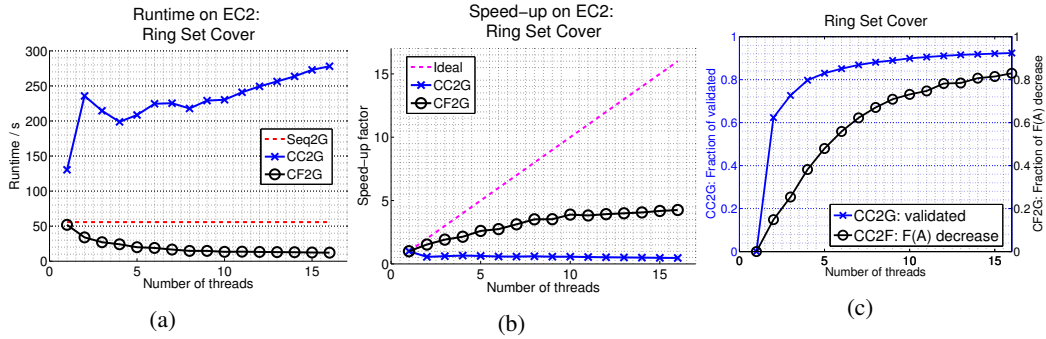 Runtime on EC2:
Ring Set Cover
300
250
200
150
100
50
0
Runtime / s
Seq2G
CC2G
CF2G
0
5
10
15
Number of threads
(a)
Speed−up on EC2:
Ring Set Cover
15
10
5
0
Speed−up factor
Ideal
CC2G
CF2G
0
5
10
15
Number of threads
(b)
Ring Set Cover
1
0.8
0.6
0.4
0.2
0
CC2G: Fraction of validated
CC2G: validated
CC2F: F(A) decrease
1
0.8
0.6
0.4
0.2
0
CF2G: Fraction of F(A) decrease
0
5
10
15
Number of threads
(c)